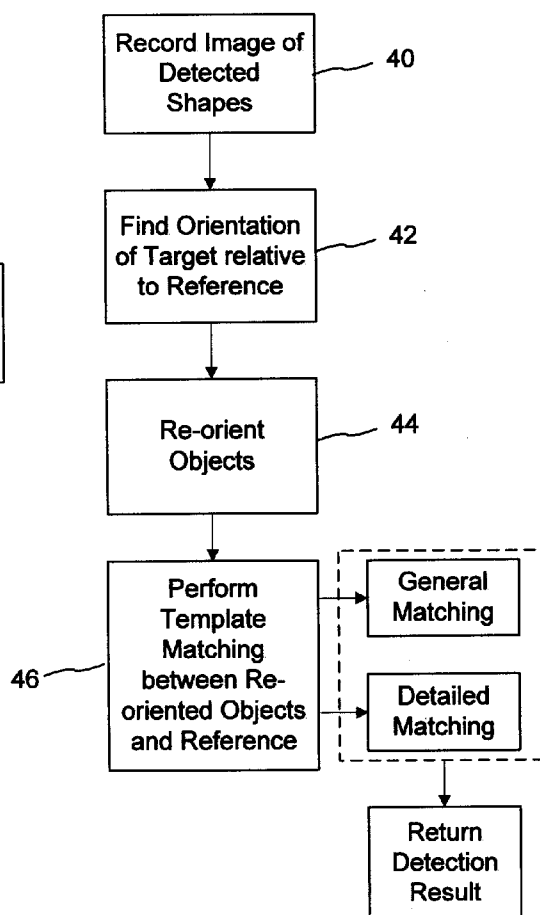 Record Image of
Detected
Shapes
40
Find Orientation
of Target relative
to Reference
42
Re-orient
Objects
44
Perform
Template
Matching
between Re-
oriented Objects
and Reference
46
General
Matching
Detailed
Matching
Return
Detection
Result